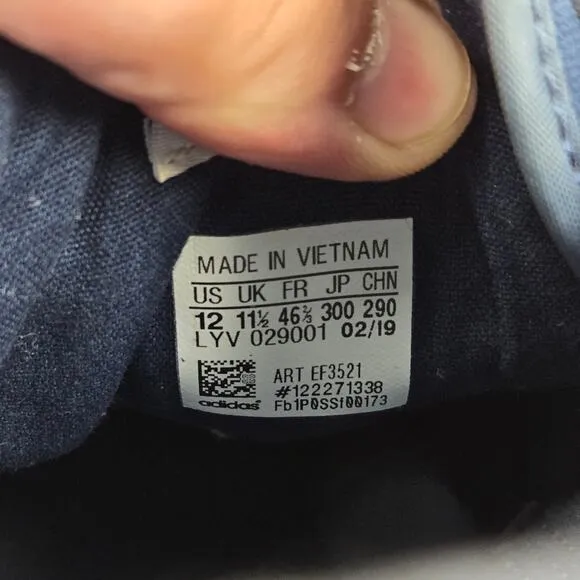 MADE IN VIETNAM
US UK FR JP CHN
12 11½ 46⅔ 300 290
LYV 029001 02/19
ART EF3521
#122271338
adidas Fb1P0SSf00173